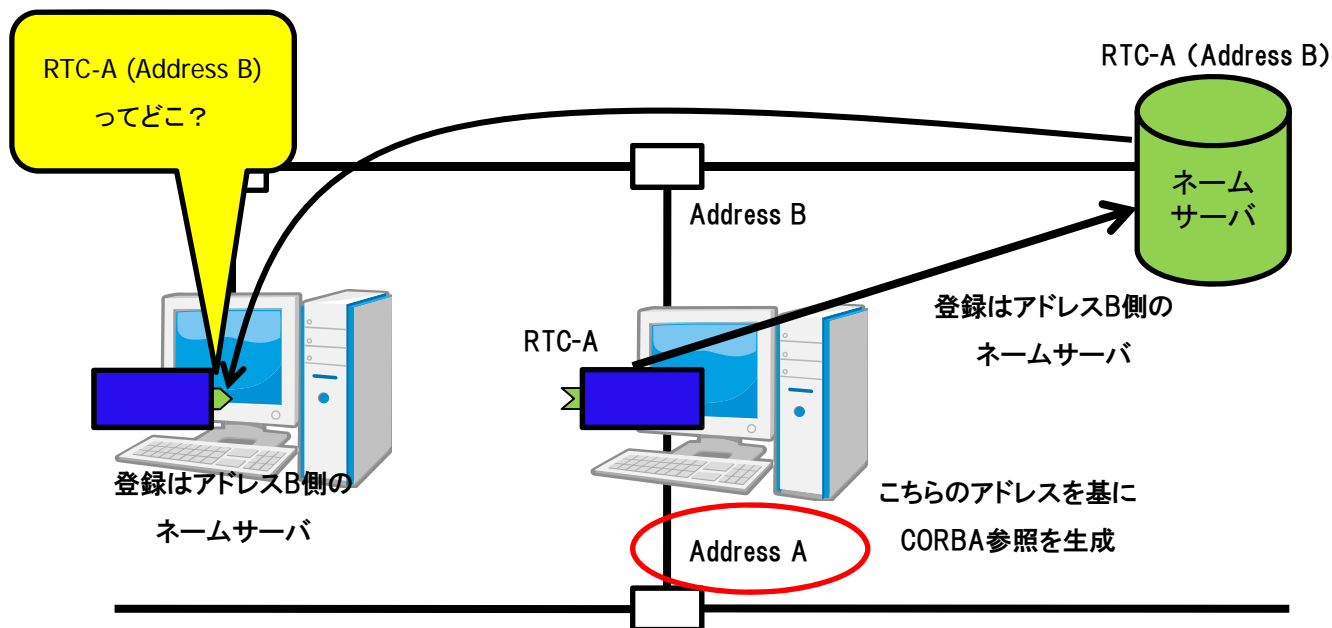 RTC-A (Address B)
ってどこ？
RTC-A（Address B）
ネーム
サーバ
Address B
登録はアドレスB側の
ネームサーバ
RTC-A
登録はアドレスB側の
ネームサーバ
こちらのアドレスを基に
CORBA参照を生成
Address A